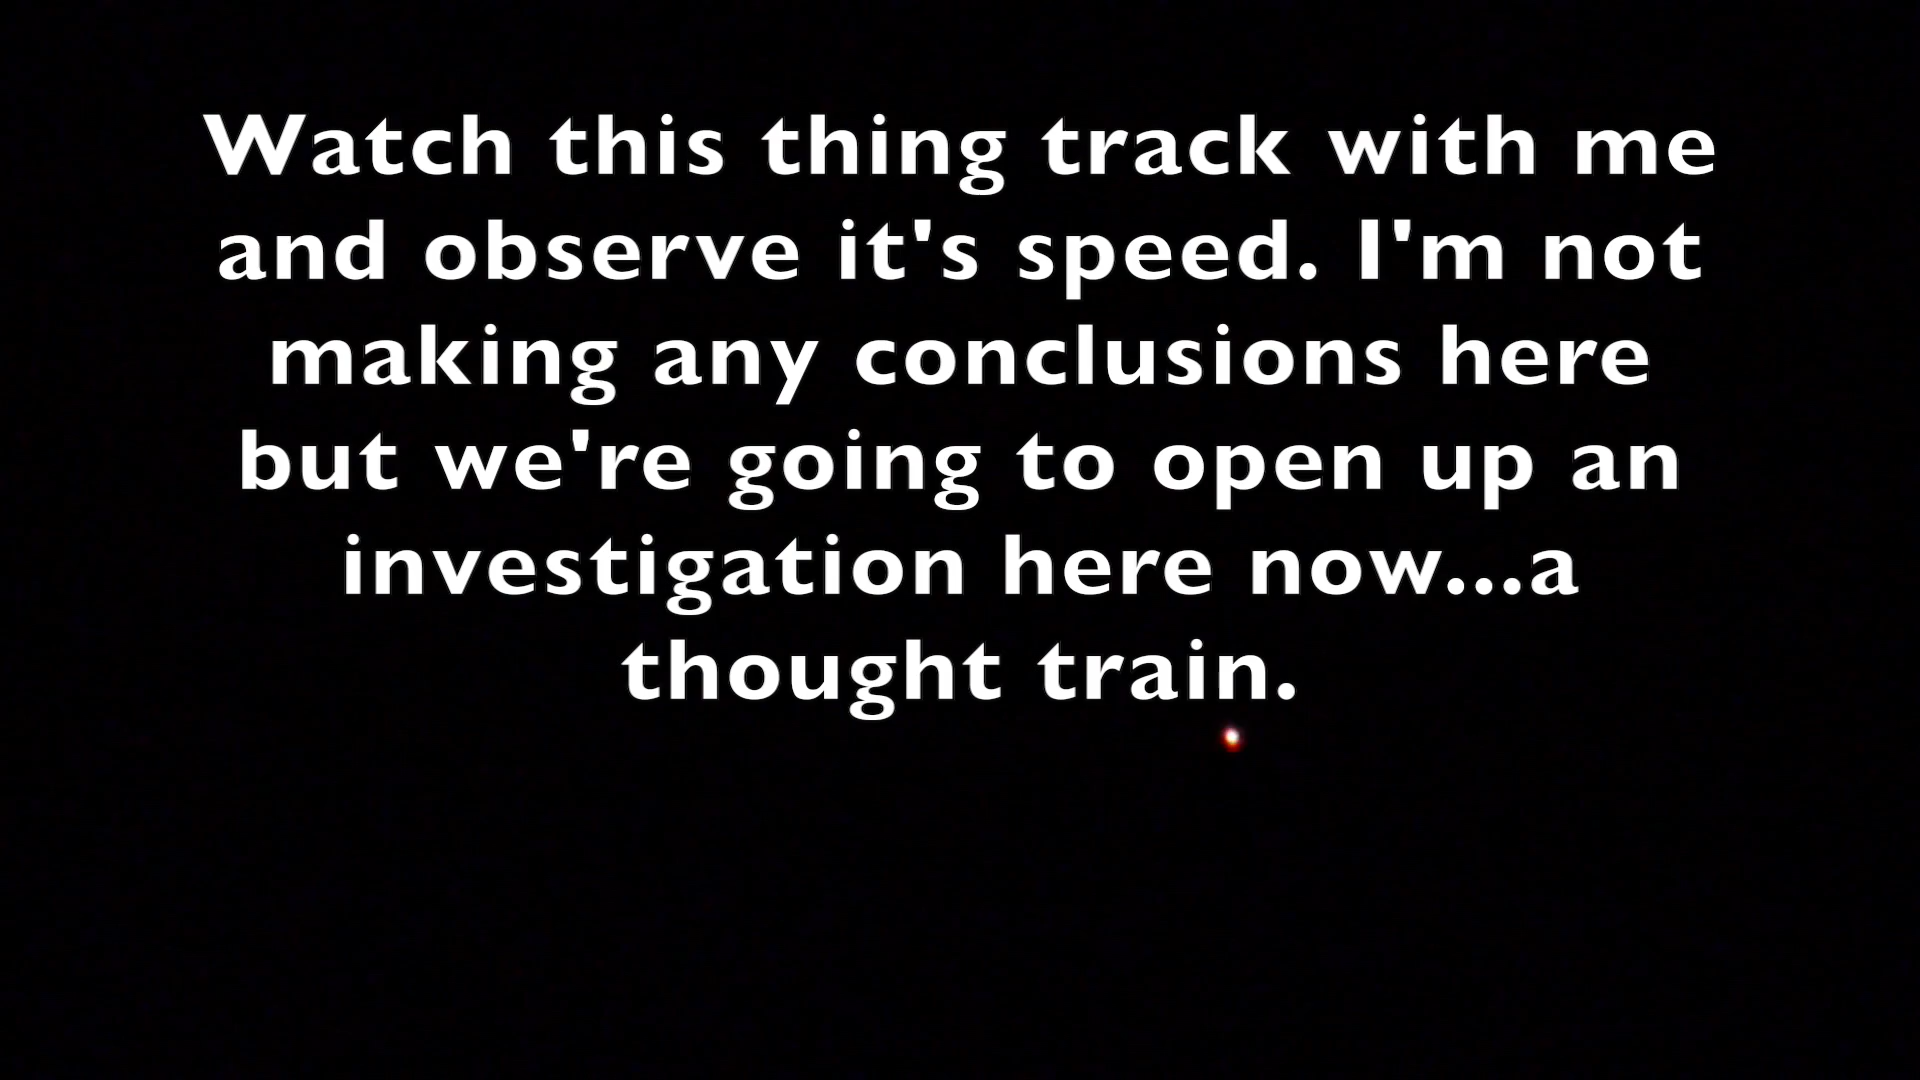 Watch this thing track with me
and observe it's speed. I'm not
making any conclusions here
but we're going to open up an
investigation here now...a
thought train.